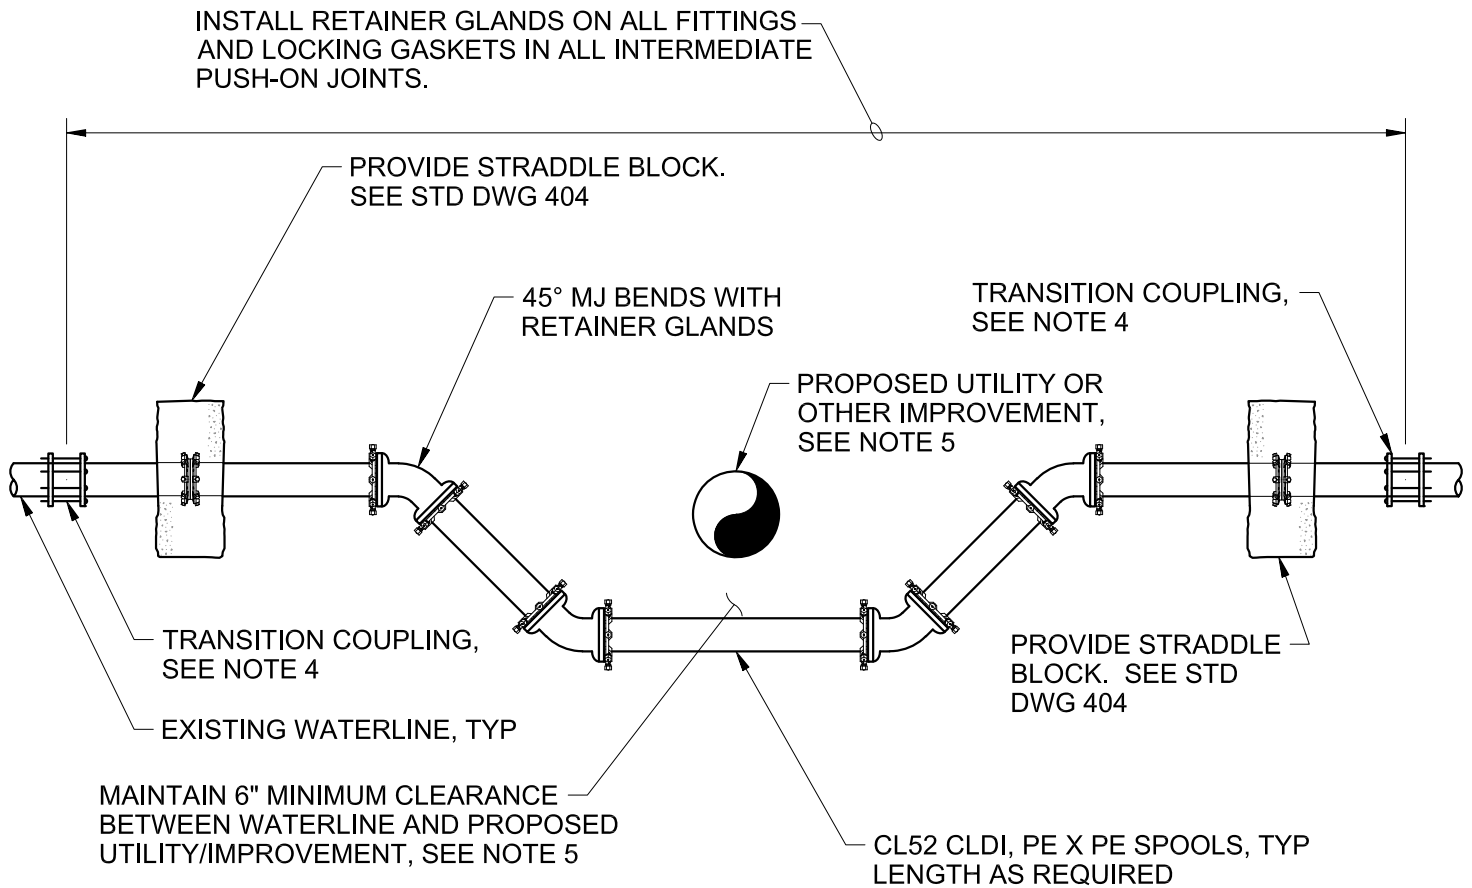 INSTALL RETAINER GLANDS ON ALL FITTINGS
AND LOCKING GASKETS IN ALL INTERMEDIATE
PUSH-ON JOINTS.
PROVIDE STRADDLE BLOCK.
SEE STD DWG 404
45° MJ BENDS WITH
RETAINER GLANDS
TRANSITION COUPLING,
SEE NOTE 4
PROPOSED UTILITY OR
OTHER IMPROVEMENT,
SEE NOTE 5
TRANSITION COUPLING,
SEE NOTE 4
PROVIDE STRADDLE
BLOCK. SEE STD
DWG 404
EXISTING WATERLINE, TYP
MAINTAIN 6" MINIMUM CLEARANCE
BETWEEN WATERLINE AND PROPOSED
UTILITY/IMPROVEMENT, SEE NOTE 5
CL52 CLDI, PE X PE SPOOLS, TYP
LENGTH AS REQUIRED